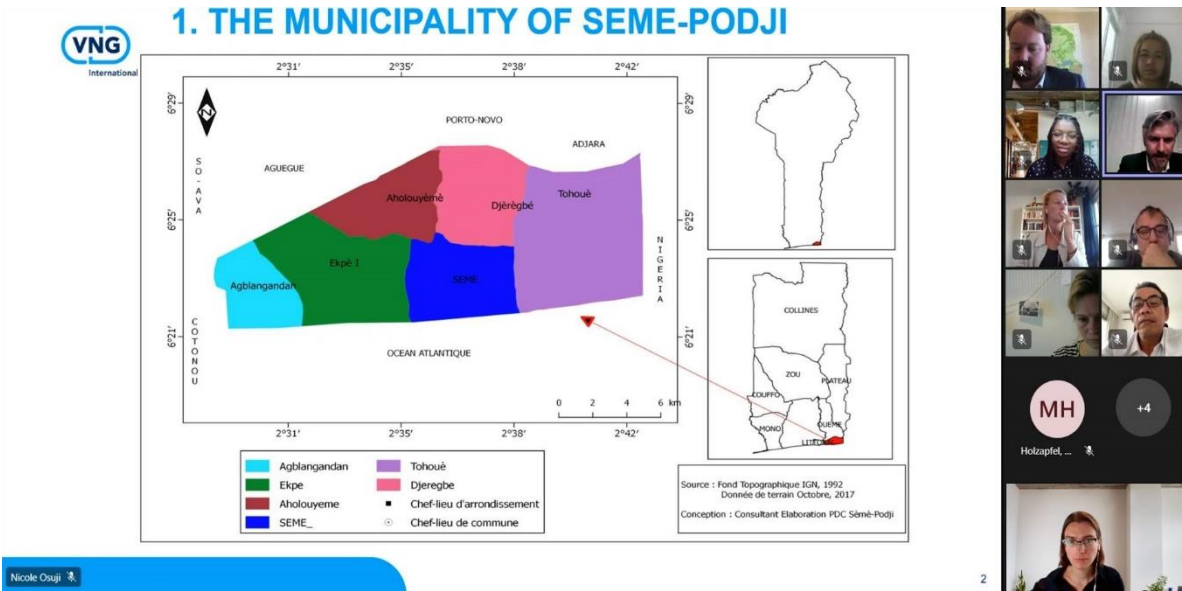 1. THE MUNICIPALITY OF SEME-PODJI
VNG
International
2°31' 2°35' 2°38' 2°42'
6°29' 6°29'
PORTO-NOVO
ADJARA
SO-AVA
AGUEGUE
Aholouyèmè
Djèrègbé
Tohouè
6°25' 6°25'
Ekpè 1
SEME_
Agblangandan
NIGERIA
6°21' 6°21'
COTONOU
OCEAN ATLANTIQUE
0 2 4 6 km
2°31' 2°35' 2°38' 2°42'
COLLINES
ZOU
PLATEAU
COUFFO
MONO
OUEME
Agblangandan
Ekpe
Aholouyeme
SEME_
Tohouè
Djeregbe
Chef-lieu d'arrondissement
Chef-lieu de commune
Source : Fond Topographique IGN, 1992
Donnée de terrain Octobre, 2017
Conception : Consultant Elaboration PDC Sèmè-Podji
Nicole Osuji
2
MH
+4
Holzapfel, ...